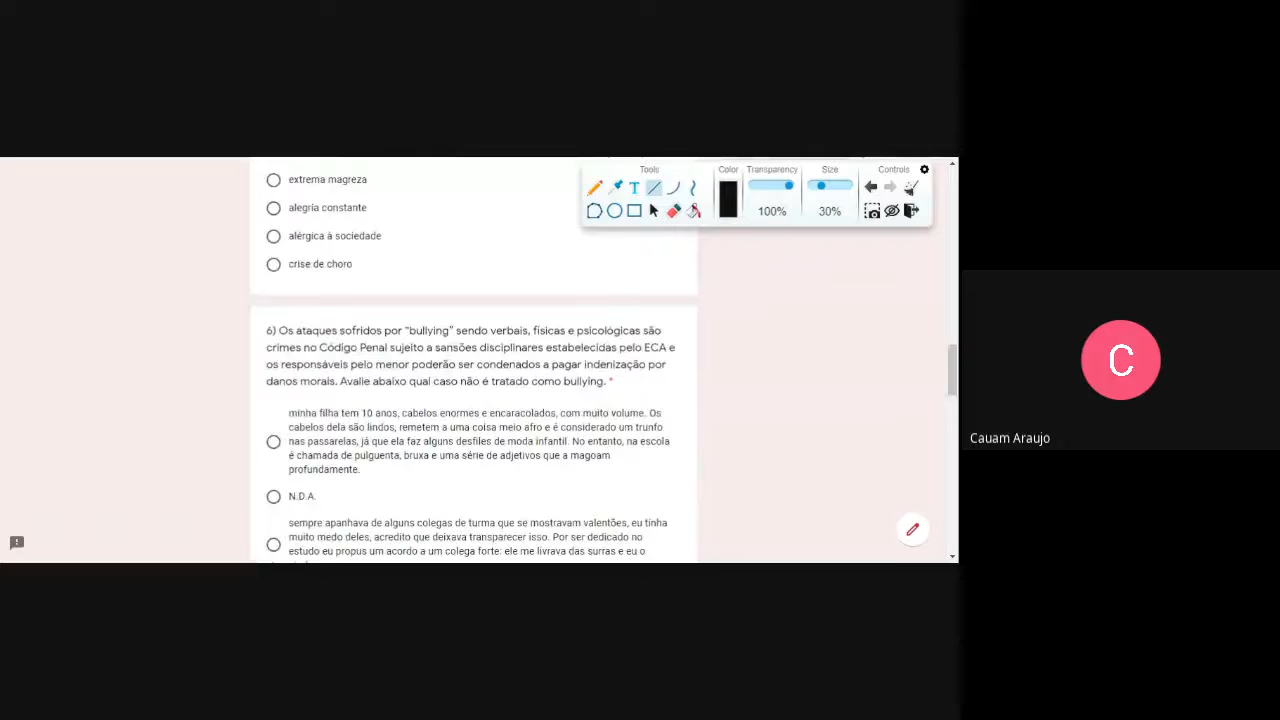 extrema magreza
alegria constante
alérgica à sociedade
crise de choro
Tools
Color
Transparency
Size
Controls
T
100%
30%
6) Os ataques sofridos por "bullying" sendo verbais, físicas e psicológicas são
crimes no Código Penal sujeito a sansões disciplinares estabelecidas pelo ECA e
os responsáveis pelo menor poderão ser condenados a pagar indenização por
danos morais. Avalie abaixo qual caso não é tratado como bullying. *
minha filha tem 10 anos, cabelos enormes e encaracolados, com muito volume. Os
cabelos dela são lindos, remetem a uma coisa meio afro e é considerado um trunfo
nas passarelas, já que ela faz alguns desfiles de moda infantil. No entanto, na escola
é chamada de pulguenta, bruxa e uma série de adjetivos que a magoam
profundamente.
N.D.A.
sempre apanhava de alguns colegas de turma que se mostravam valentões, eu tinha
muito medo deles, acredito que deixava transparecer isso. Por ser dedicado no
estudo eu propus um acordo a um colega forte: ele me livrava das surras e eu o
C
Cauam Araujo